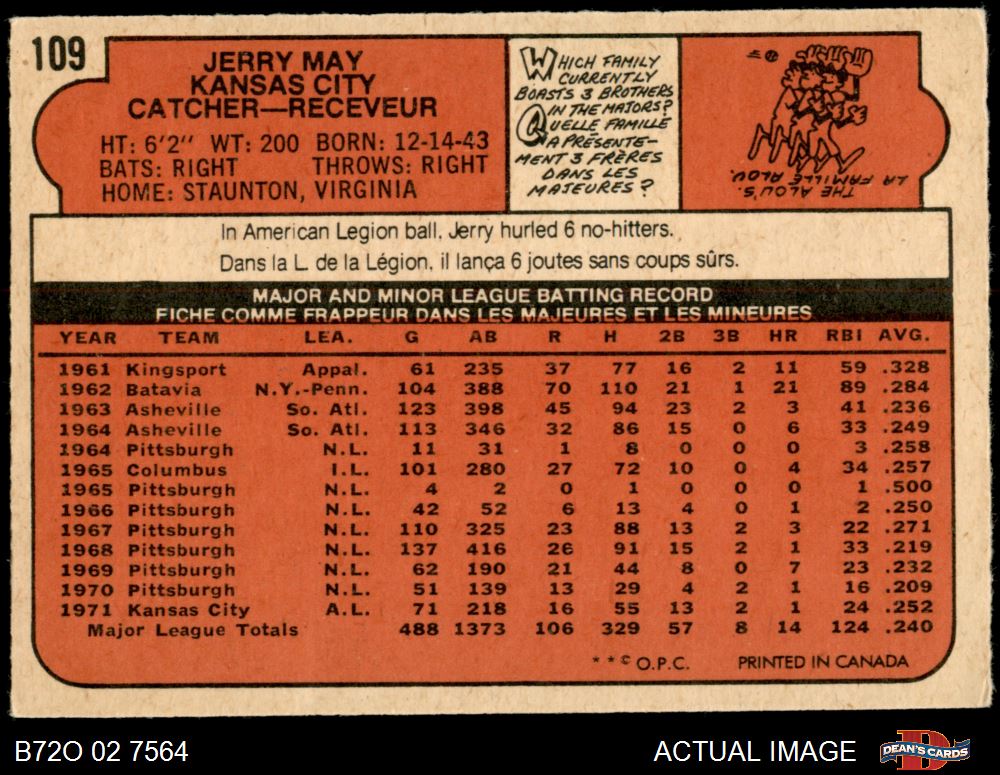 109
JERRY MAY
KANSAS CITY
CATCHER—RECEVEUR
HT: 6'2" WT: 200 BORN: 12-14-43
BATS: RIGHT THROWS: RIGHT
HOME: STAUNTON, VIRGINIA
WHICH FAMILY
CURRENTLY
BOASTS 3 BROTHERS
IN THE MAJORS?
QUELLE FAMILLE
A PRÉSENTE-
MENT 3 FRÈRES
DANS LES
MAJEURES?
THE ALOU'S.
LA FAMILLE ALOU.
In American Legion ball, Jerry hurled 6 no-hitters.
Dans la L. de la Légion, il lança 6 joutes sans coups sûrs.
MAJOR AND MINOR LEAGUE BATTING RECORD
FICHE COMME FRAPPEUR DANS LES MAJEURES ET LES MINEURES
YEAR TEAM LEA. G AB R H 2B 3B HR RBI AVG.
1961 Kingsport Appal. 61 235 37 77 16 2 11 59 .328
1962 Batavia N.Y.-Penn. 104 388 70 110 21 1 21 89 .284
1963 Asheville So. Atl. 123 398 45 94 23 2 3 41 .236
1964 Asheville So. Atl. 113 346 32 86 15 0 6 33 .249
1964 Pittsburgh N.L. 11 31 1 8 0 0 0 3 .258
1965 Columbus I.L. 101 280 27 72 10 0 4 34 .257
1965 Pittsburgh N.L. 4 2 0 1 0 0 0 1 .500
1966 Pittsburgh N.L. 42 52 6 13 4 0 1 2 .250
1967 Pittsburgh N.L. 110 325 23 88 13 2 3 22 .271
1968 Pittsburgh N.L. 137 416 26 91 15 2 1 33 .219
1969 Pittsburgh N.L. 62 190 21 44 8 0 7 23 .232
1970 Pittsburgh N.L. 51 139 13 29 4 2 1 16 .209
1971 Kansas City A.L. 71 218 16 55 13 2 1 24 .252
Major League Totals 488 1373 106 329 57 8 14 124 .240
* * © O.P.C. PRINTED IN CANADA
B72O 02 7564 ACTUAL IMAGE DEAN'S CARDS